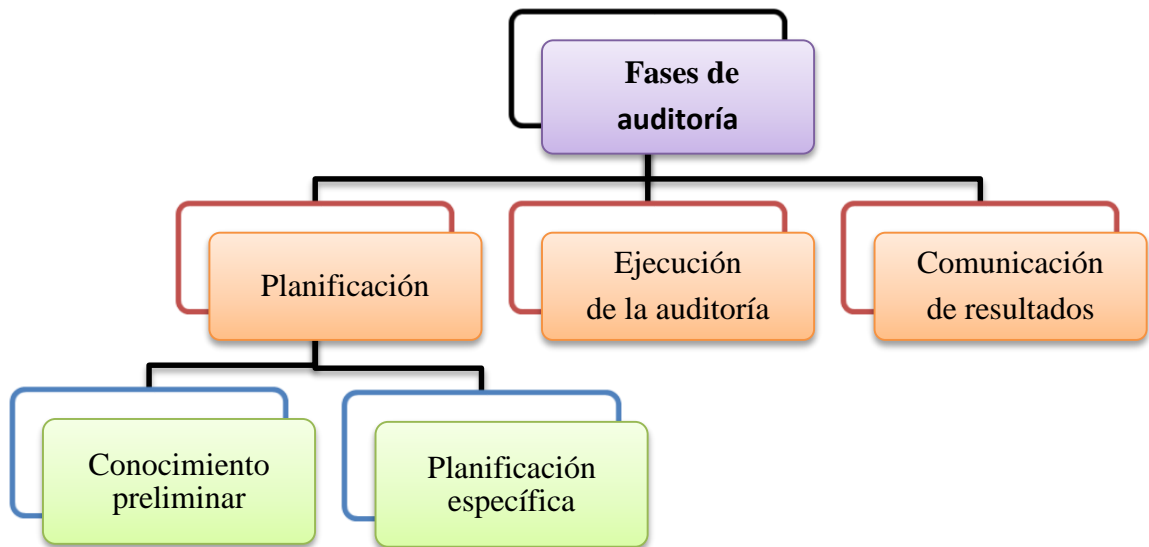 Fases de
auditoría
Planificación
Ejecución
de la auditoría
Comunicación
de resultados
Conocimiento
preliminar
Planificación
específica